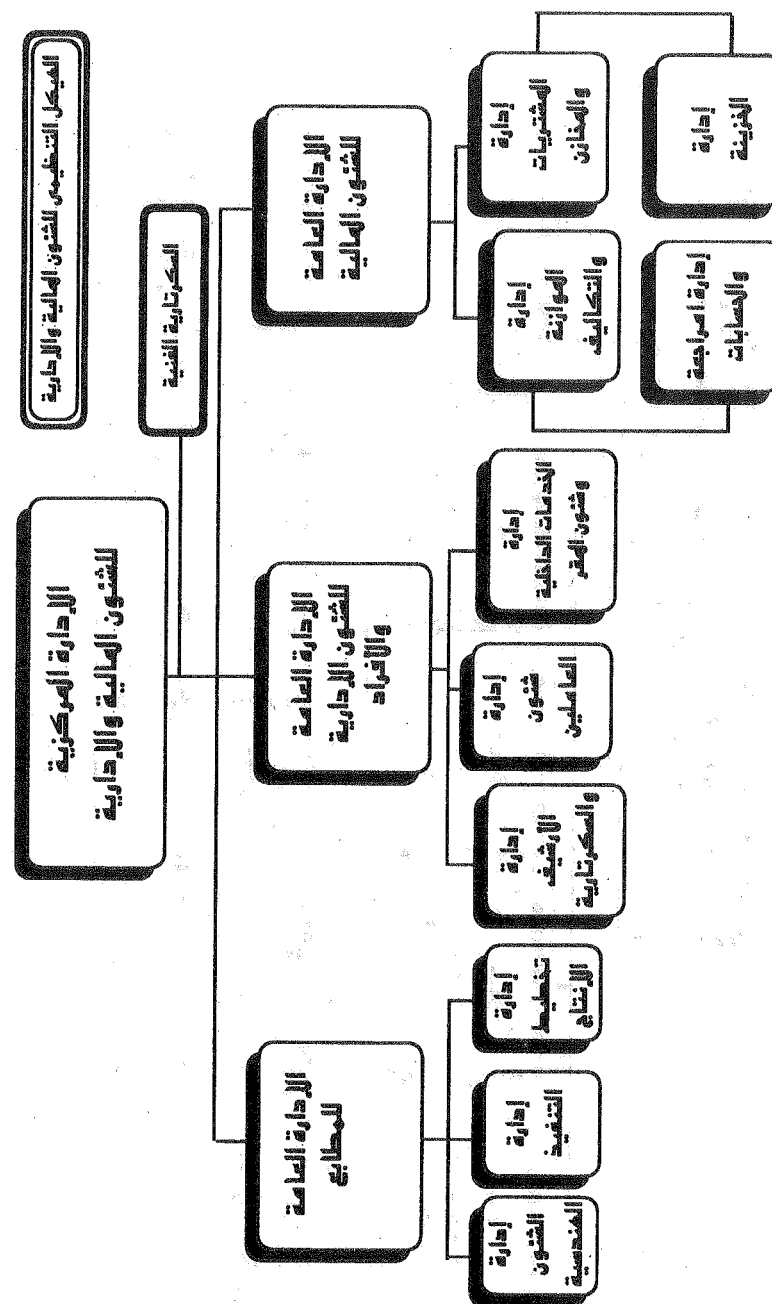 الهيكل التنظيمى للشئون المالية والإدارية
الإدارة المركزية
للشئون المالية والإدارية
السكرتارية الفنية
الإدارة العامة
للشئون المالية
الإدارة العامة
للشئون الإدارية
والأفراد
الإدارة العامة
للمطابع
إدارة
المشتريات
والمخازن
إدارة
الموازنة
والتكاليف
إدارة
الخزينة
إدارة امراجعة
والحسابات
إدارة
الخدمات الداخلية
وشئون المقر
إدارة
شئون
العاملين
إدارة
الأرشيف
والسكرتارية
إدارة
تخطيط
الإنتاج
إدارة
التنفيذ
إدارة
الشئون
الهندسية